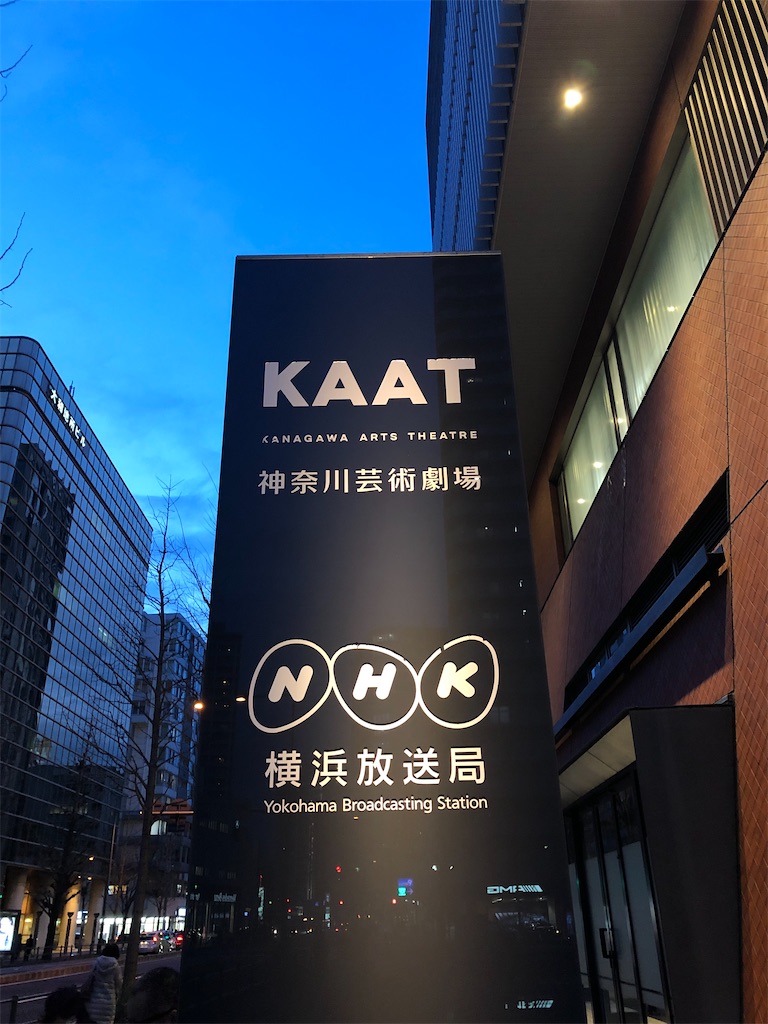 KAAT
KANAGAWA ARTS THEATRE
神奈川芸術劇場
NHK
横浜放送局
Yokohama Broadcasting Station